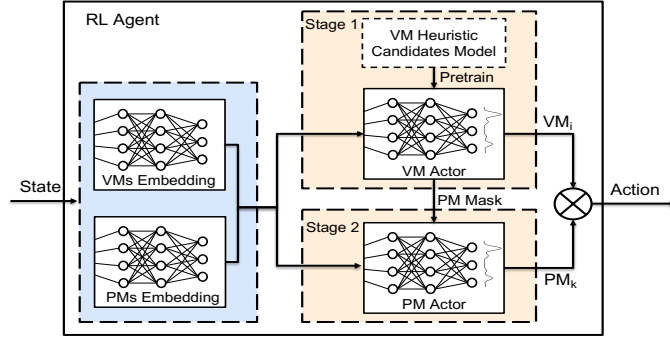 RL Agent
Stage 1
VM Heuristic
Candidates Model
Pretrain
VMs Embedding
VM Actor
VMi
State
PM Mask
Action
Stage 2
PMs Embedding
PM Actor
PMk